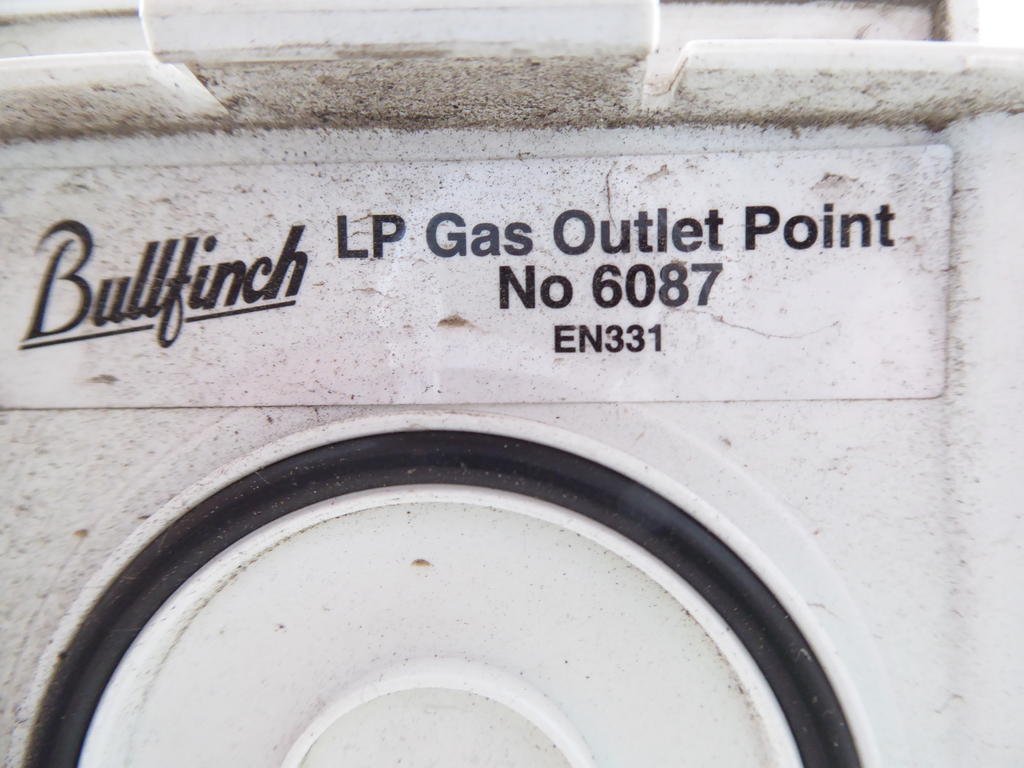 Bullfinch
LP Gas Outlet Point
No 6087
EN331